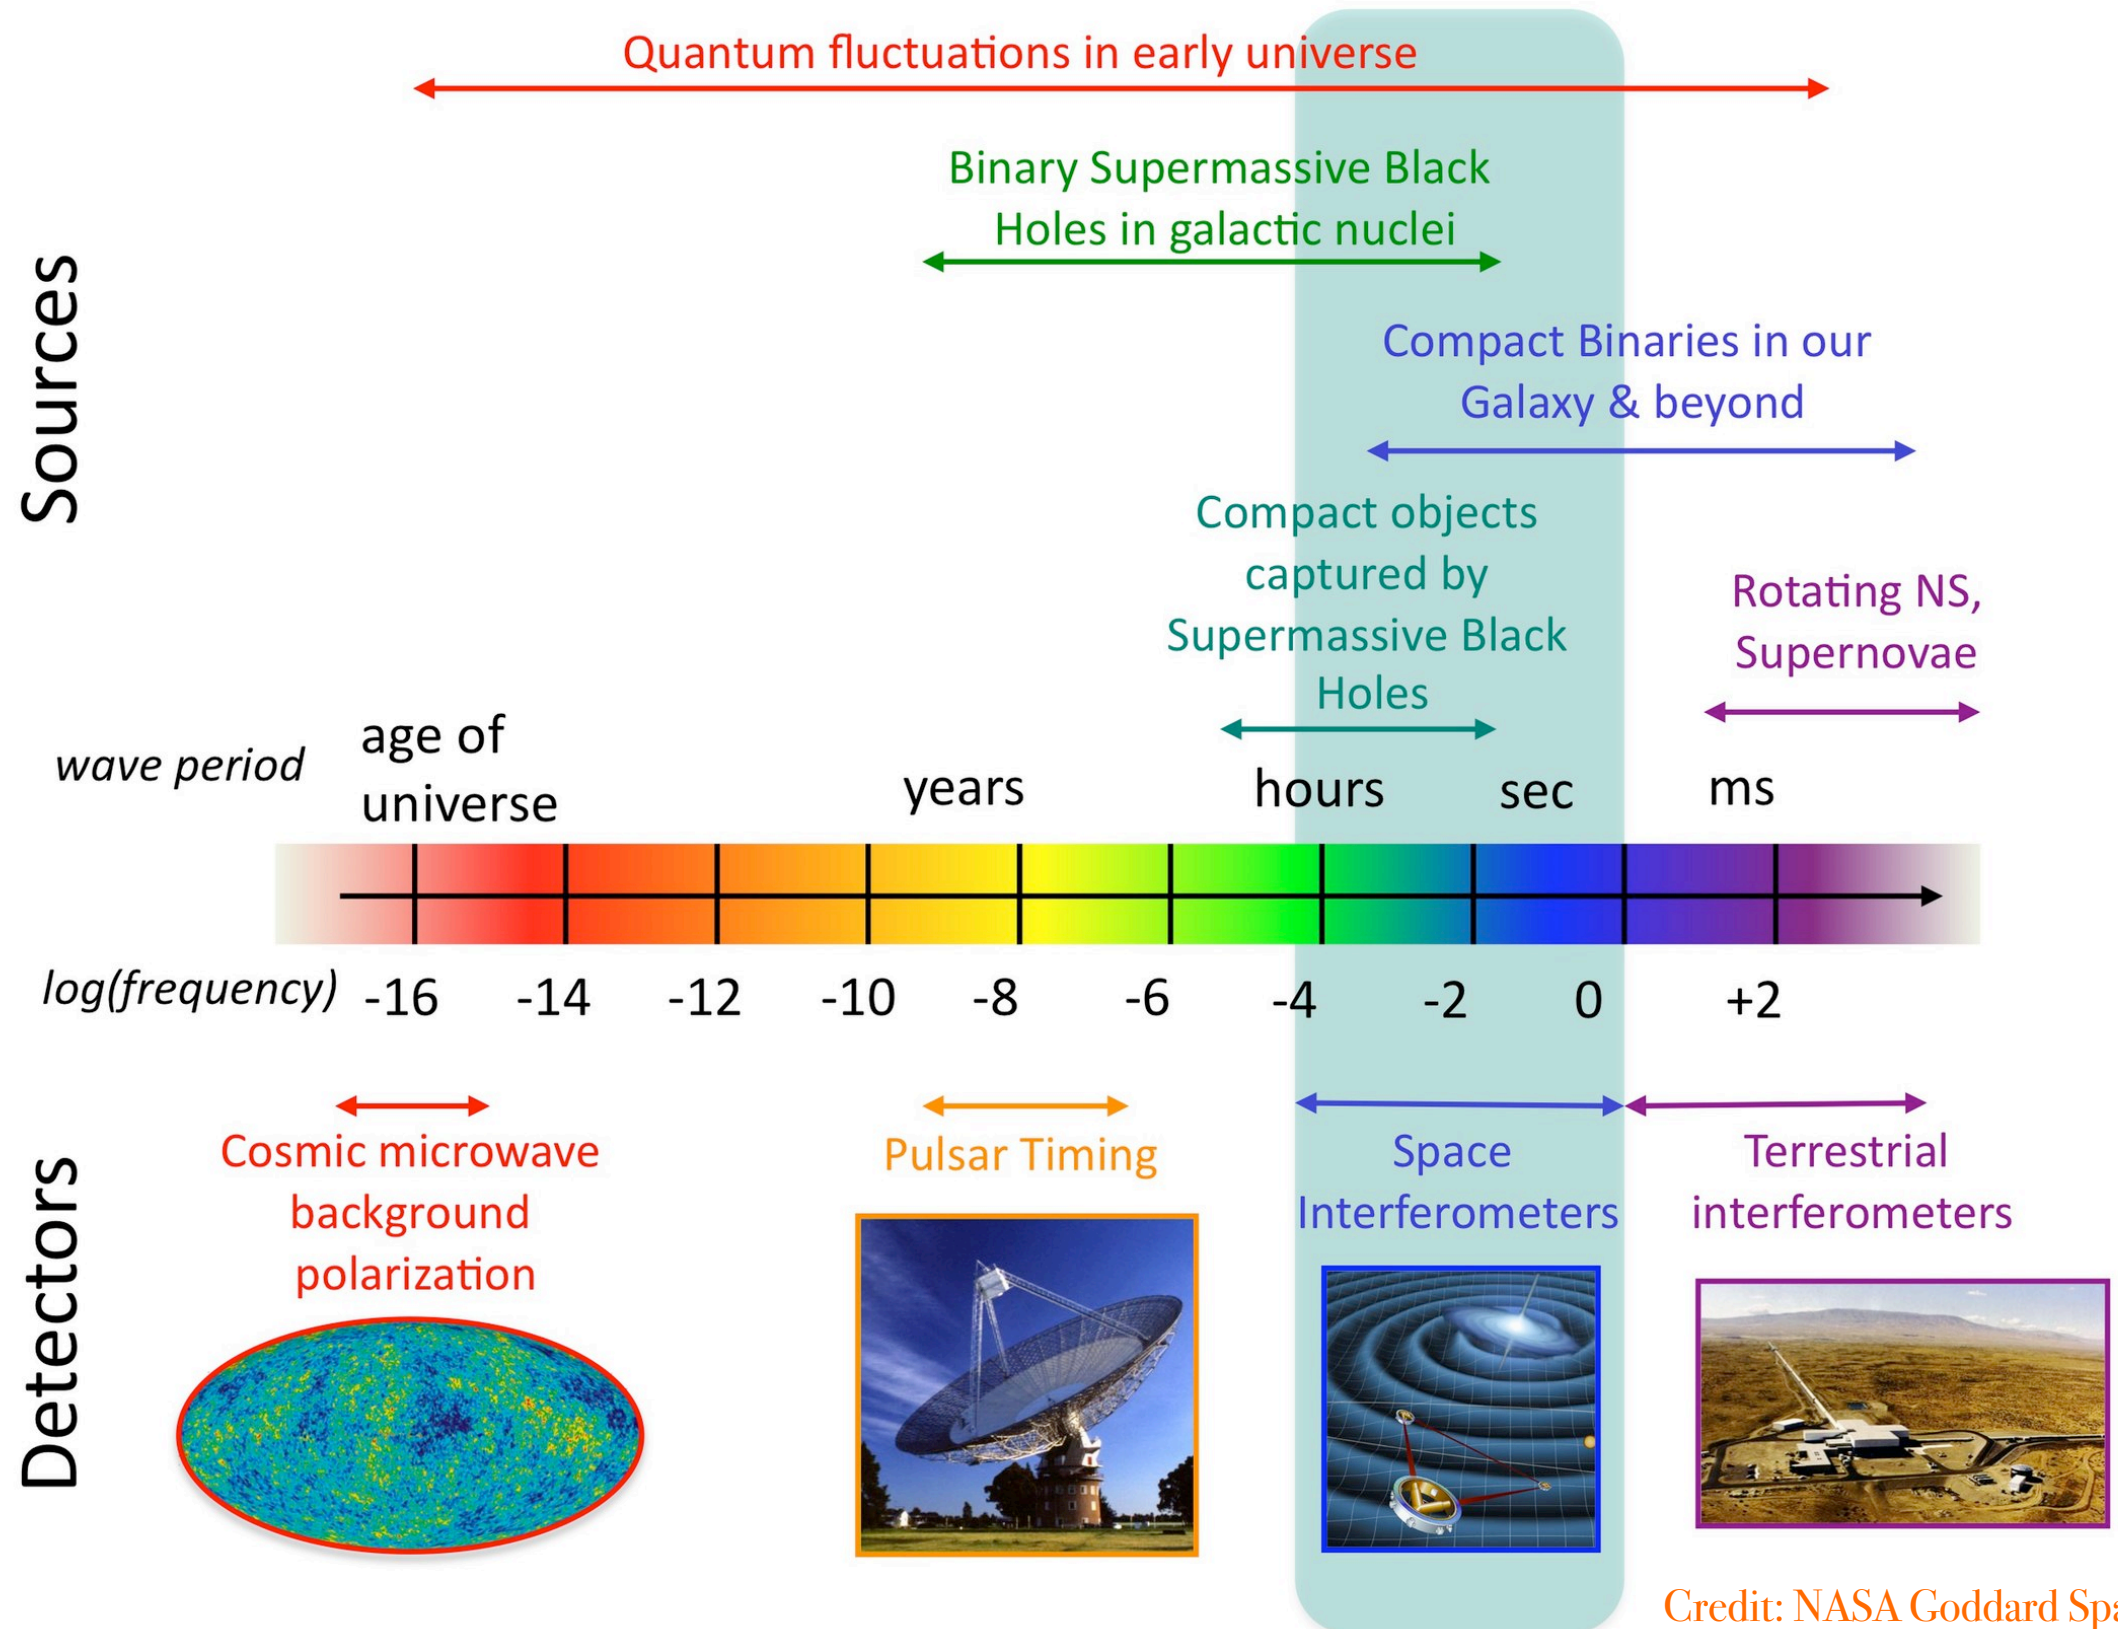 Quantum fluctuations in early universe
Binary Supermassive Black
Holes in galactic nuclei
Compact Binaries in our
Galaxy & beyond
Compact objects
captured by
Supermassive Black
Holes
Rotating NS,
Supernovae
Sources
wave period
age of
universe
years
hours
sec
ms
log(frequency)
-16
-14
-12
-10
-8
-6
-4
-2
0
+2
Detectors
Cosmic microwave
background
polarization
Pulsar Timing
Space
Interferometers
Terrestrial
interferometers
Credit: NASA Goddard